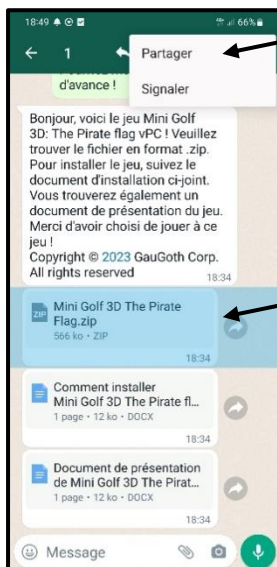 18:49
66%
1
Partager
Signaler
d'avance !
Bonjour, voici le jeu Mini Golf
3D: The Pirate flag vPC ! Veuillez
trouver le fichier en format .zip.
Pour installer le jeu, suivez le
document d'installation ci-joint.
Vous trouverez également un
document de présentation du jeu.
Merci d'avoir choisi de jouer à ce
jeu !
Copyright © 2023 GauGoth Corp.
All rights reserved
18:34
ZIP
Mini Golf 3D The Pirate
Flag.zip
566 ko • ZIP
18:34
Comment installer
Mini Golf 3D The Pirate fl...
1 page • 12 ko • DOCX
18:34
Document de présentation
de Mini Golf 3D The Pirat...
1 page • 12 ko • DOCX
18:34
Message